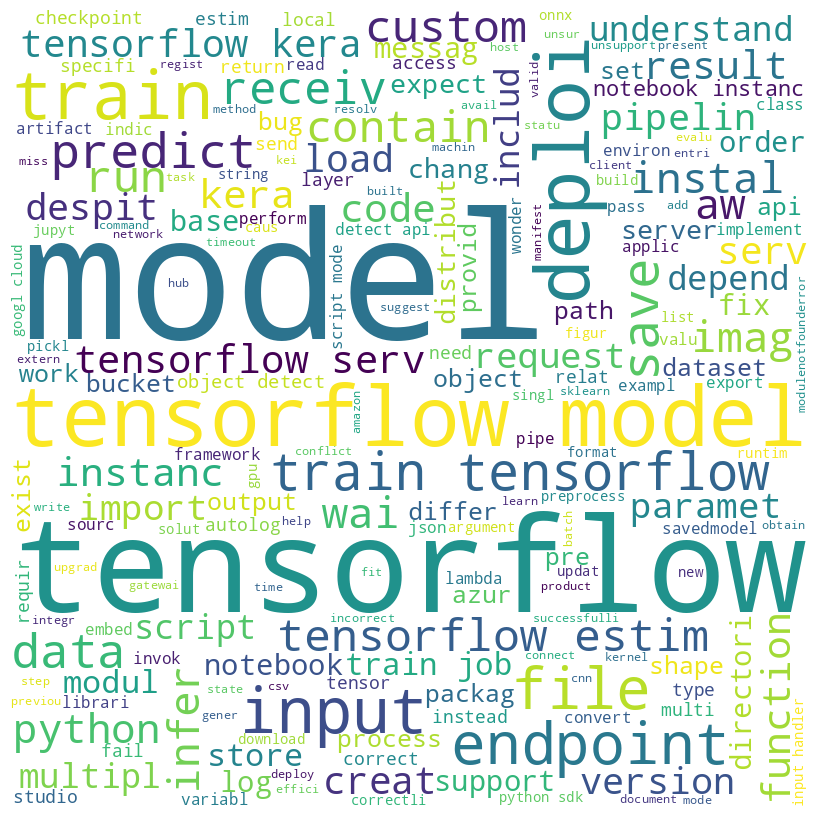 checkpoint
estim
local
custom
onnx
unsur
understand
tensorflow kera
messag
host
unsupport
present
specifi
regist
return
read
access
valid
deploi
set
result
train
receiv
expect
includ
notebook instanc
artifact
indic
method
bug
resolv
avail
statu
pipelin
class
send
contain
environ
evalu
order
predict
miss
kei
string
load
machin
chang
client
entri
run
task
layer
instal
build
despit
kera
built
code
distribut
wonder
manifest
pass
add
aw
api
jupyt
command
base
perform
detect api
provid
server
implement
network
caus
timeout
applic
serv
googl cloud
model
hub
script mode
suggest
save
depend
path
list
fix
modulenotfounderror
pickl
figur
valu
imag
extern
tensorflow serv
need
request
work
bucket
object detect
object
relat
exampl
dataset
export
singl
sklearn
amazon
tensorflow model
pipe
framework
conflict
format
runtim
exist
instanc
gpu
train tensorflow
learn
preprocess
write
import
output
wai
differ
savedmodel
paramet
obtain
sourc
solut
autolog
help
json
argument
batch
requir
tensorflow
upgrad
pre
gatewai
time
fit
lambda
azur
updat
new
product
integr
embed
script
incorrect
successfulli
directori
function
data
invok
tensorflow estim
connect
kernel
cnn
shape
modul
notebook
train job
file
step
librari
infer
state
csv
tensor
packag
type
previou
gener
input
instead
convert
multi
input handler
python
fail
download
process
correct
endpoint
multipl
store
log
deploy
effici
creat
support
version
studio
variabl
correctli
python sdk
document
mode